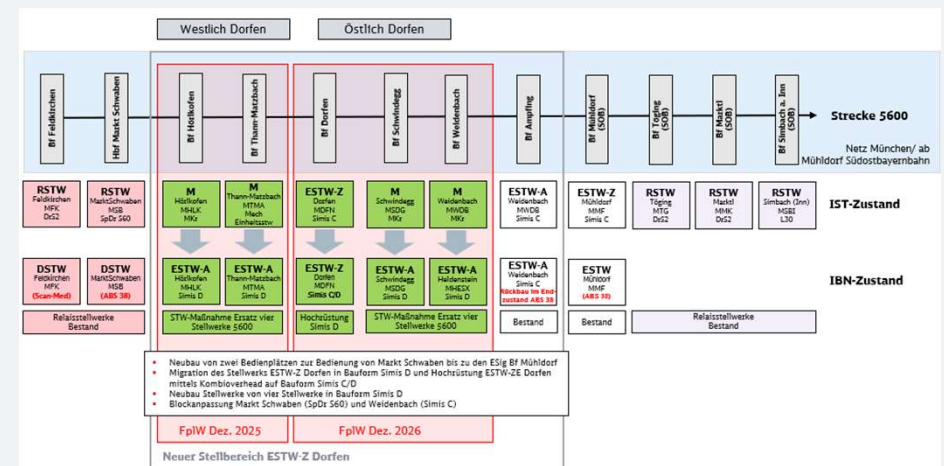 Westlich Dorfen
Östlich Dorfen
Bf Feldkirchen
Hbf Markt Schwaben
Bf Hörlkofen
Bf Thann-Matzbach
Bf Dorfen
Bf Schwindegg
Bf Weidenbach
Bf Ampfing
Bf Mühldorf
(SOB)
Bf Töging
(SOB)
Bf Marktl
(SOB)
Bf Simbach a. Inn
(SOB)
Strecke 5600
Netz München/ ab
Mühldorf Südostbayernbahn
RSTW
Feldkirchen
MFK
DrS2
RSTW
MarktSchwaben
MSB
SpDr S60
M
Hörlkofen
MHLK
MKr
M
Thann-Matzbach
MTMA
Mech
Einheitsstw
ESTW-Z
Dorfen
MDFN
Simis C
M
Schwindegg
MSDG
MKr
M
Weidenbach
MWDB
MKr
ESTW-A
Weidenbach
MWDB
Simis C
ESTW-Z
Mühldorf
MMF
Simis C
RSTW
Töging
MTG
DrS2
RSTW
Marktl
MMK
DrS2
RSTW
Simbach (Inn)
MSBI
L30
IST-Zustand
DSTW
Feldkirchen
MFK
(Scan-Med)
DSTW
MarktSchwaben
MSB
(ABS 38)
ESTW-A
Hörlkofen
MHLK
Simis D
ESTW-A
Thann-Matzbach
MTMA
Simis D
ESTW-Z
Dorfen
MDFN
Simis C/D
ESTW-A
Schwindegg
MSDG
Simis D
ESTW-A
Heldenstein
MHESX
Simis D
ESTW-A
Weidenbach
Simis C
Rückbau im End-
zustand ABS 38
ESTW
Mühldorf
MMF
(ABS 38)
IBN-Zustand
Relaisstellwerke
Bestand
STW-Maßnahme Ersatz vier
Stellwerke 5600
Hochrüstung
Simis D
STW-Maßnahme Ersatz vier
Stellwerke 5600
Bestand
Bestand
Relaisstellwerke
Bestand
• Neubau von zwei Bedienplätzen zur Bedienung von Markt Schwaben bis zu den ESig Bf Mühldorf
• Migration des Stellwerks ESTW-Z Dorfen in Bauform Simis D und Hochrüstung ESTW-ZE Dorfen
mittels Kombioverhead auf Bauform Simis C/D
• Neubau Stellwerke von vier Stellwerke in Bauform Simis D
• Blockanpassung Markt Schwaben (SpDr S60) und Weidenbach (Simis C)
FplW Dez. 2025
FplW Dez. 2026
Neuer Stellbereich ESTW-Z Dorfen